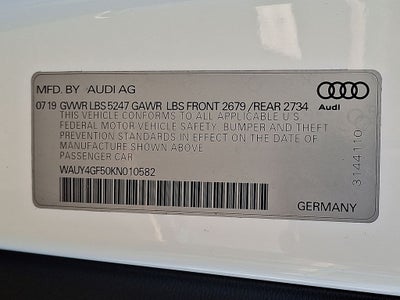 MFD. BY AUDI AG
07 19 GVWR LBS 5247 GAWR LBS FRONT 2679 /REAR 2734
THIS VEHICLE CONFORMS TO ALL APPLICABLE U.S
FEDERAL MOTOR VEHICLE SAFETY, BUMPER AND THEFT
PREVENTION STANDARDS IN EFFECT ON THE DATE OF
MANUFACTURE SHOWN ABOVE.
PASSENGER CAR
WAUY4GF50KN010582
Audi
3144110
GERMANY